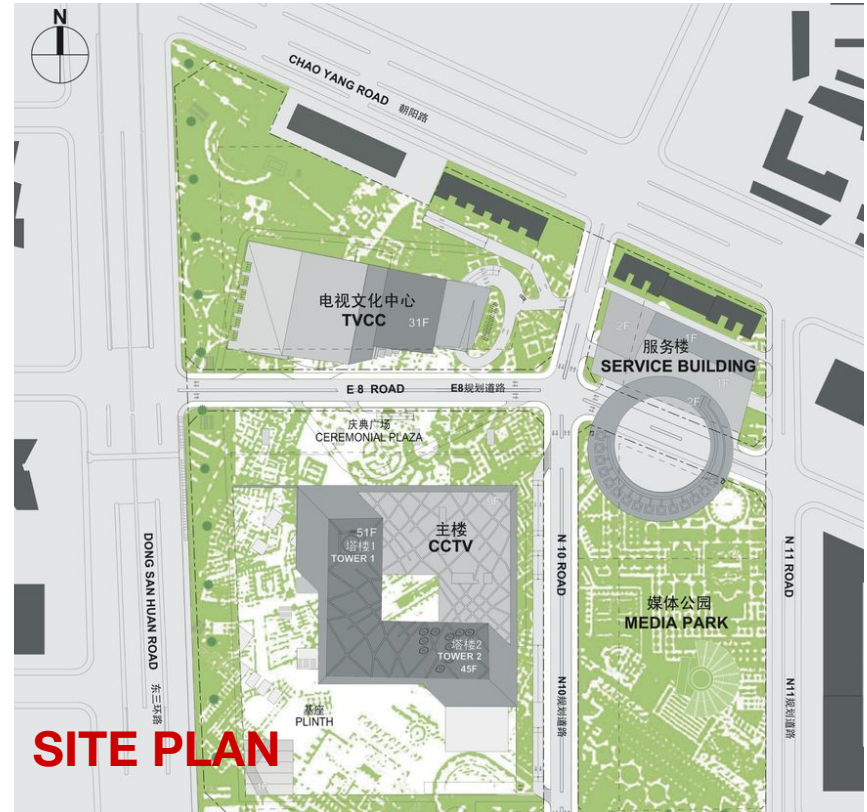 N
CHAO YANG ROAD 朝阳路
电视文化中心
TVCC
31F
2F
1F
服务楼
SERVICE BUILDING
1F
2F
E 8 ROAD E8规划道路
庆典广场
CEREMONIAL PLAZA
51F
塔楼1
TOWER 1
主楼
CCTV
塔楼2
TOWER 2
45F
DONG SAN HUAN ROAD 东三环路
N 10 ROAD
N10规划道路
N 11 ROAD
N11规划道路
媒体公园
MEDIA PARK
基座
PLINTH
SITE PLAN